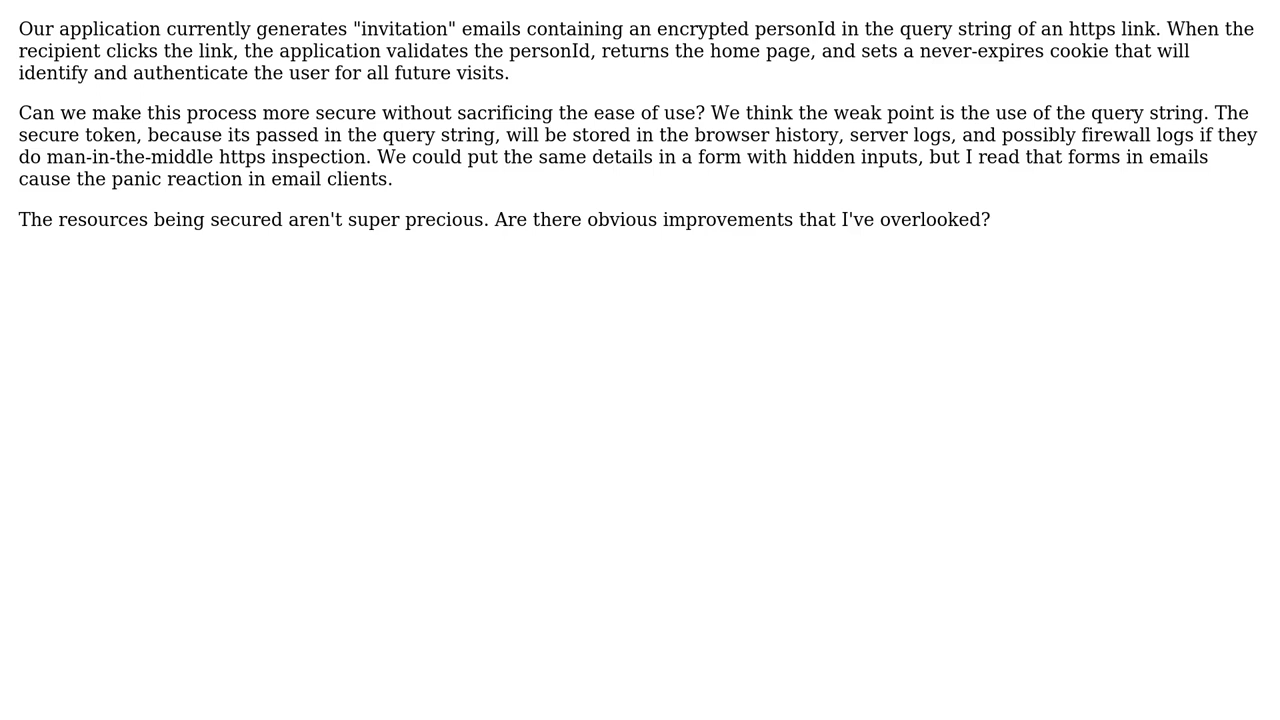 Our application currently generates "invitation" emails containing an encrypted personId in the query string of an https link. When the
recipient clicks the link, the application validates the personId, returns the home page, and sets a never-expires cookie that will
identify and authenticate the user for all future visits.
Can we make this process more secure without sacrificing the ease of use? We think the weak point is the use of the query string. The
secure token, because its passed in the query string, will be stored in the browser history, server logs, and possibly firewall logs if they
do man-in-the-middle https inspection. We could put the same details in a form with hidden inputs, but I read that forms in emails
cause the panic reaction in email clients.
The resources being secured aren't super precious. Are there obvious improvements that I've overlooked?